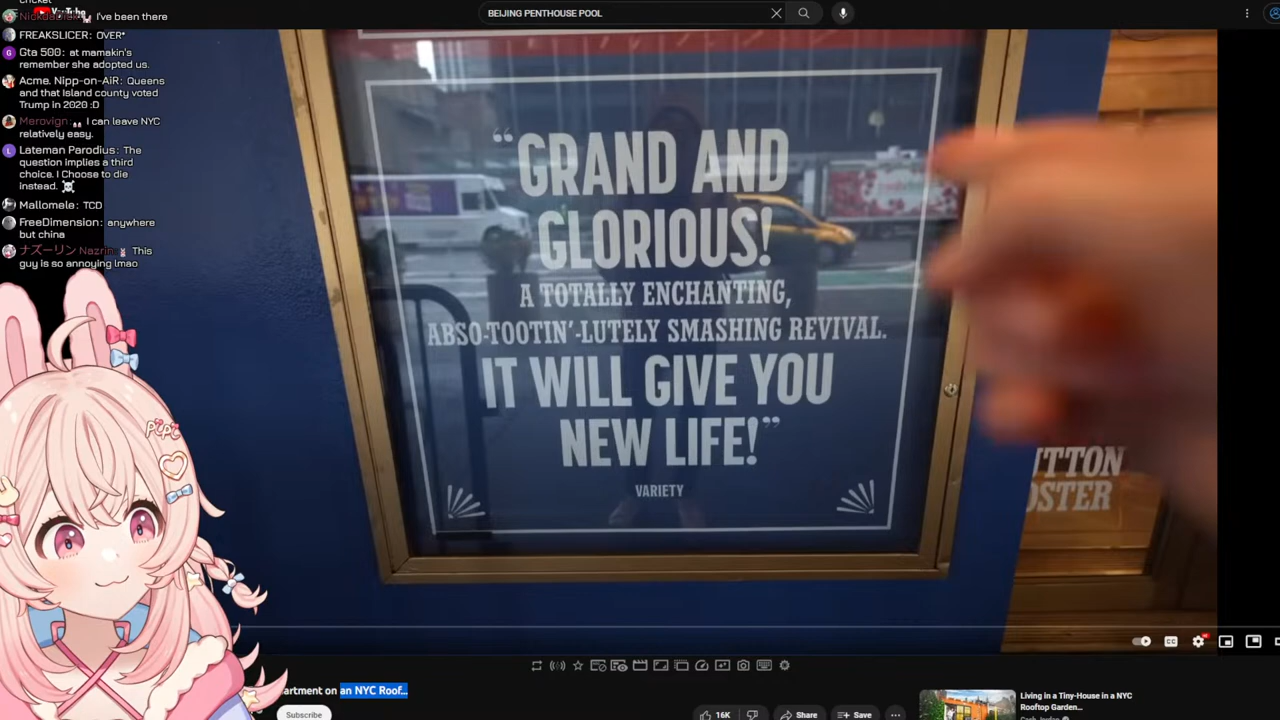 cricket
Nickdabick: I've been there
FREAKSLICER: OVER*
Gta 500: at mamakin's
remember she adopted us.
Acme. Nipp-on-AiR: Queens
and that Island county voted
Trump in 2020 :D
Merovign: I can leave NYC
relatively easy.
Lateman Parodius: The
question implies a third
choice. I Choose to die
instead.
Mallomele: TCD
FreeDimension: anywhere
but china
ナズーリン Nazrin: This
guy is so annoying lmao
BEIJING PENTHOUSE POOL
“GRAND AND
GLORIOUS!
A TOTALLY ENCHANTING,
ABSO-TOOTIN’-LUTELY SMASHING REVIVAL.
IT WILL GIVE YOU
NEW LIFE!”
VARIETY
UTTON
OSTER
PiPi
CC
artment on an NYC Roof...
Subscribe
16K
Share
Save
Living in a Tiny-House in a NYC
Rooftop Garden...